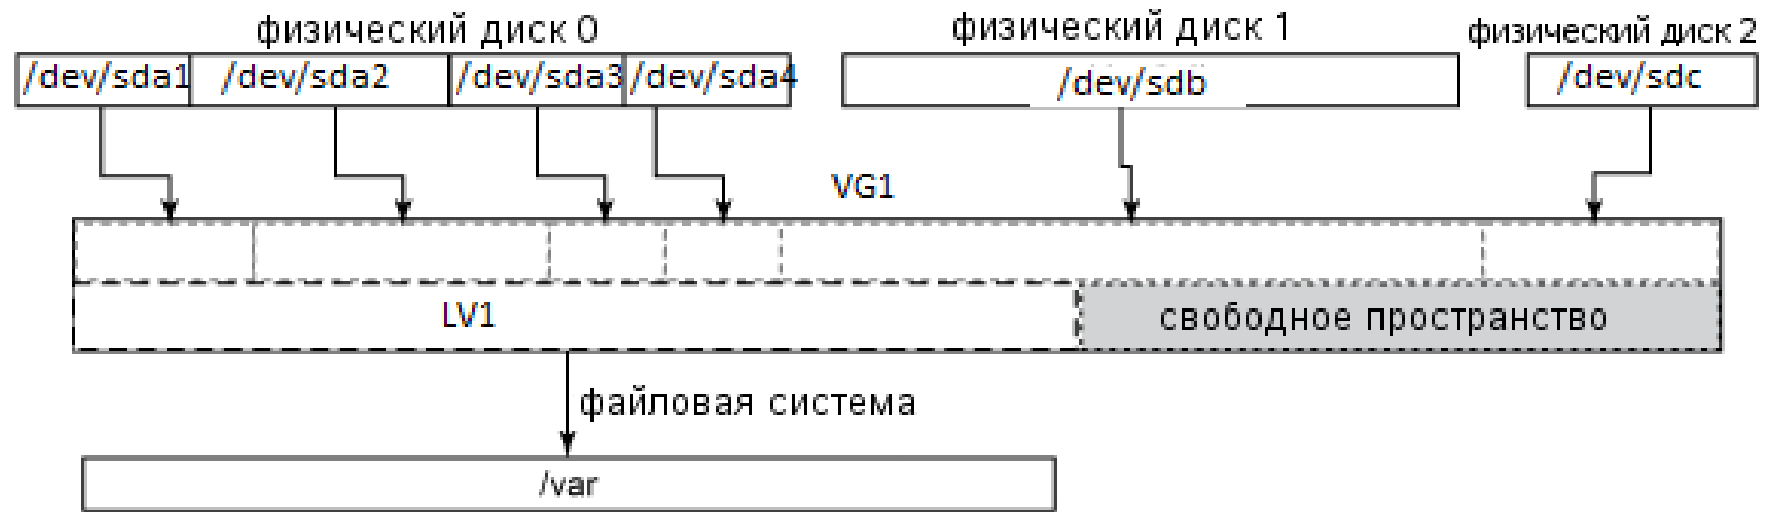 физический диск 0
физический диск 1
физический диск 2
/dev/sda1
/dev/sda2
/dev/sda3
/dev/sda4
/dev/sdb
/dev/sdc
VG1
LV1
свободное пространство
файловая система
/var